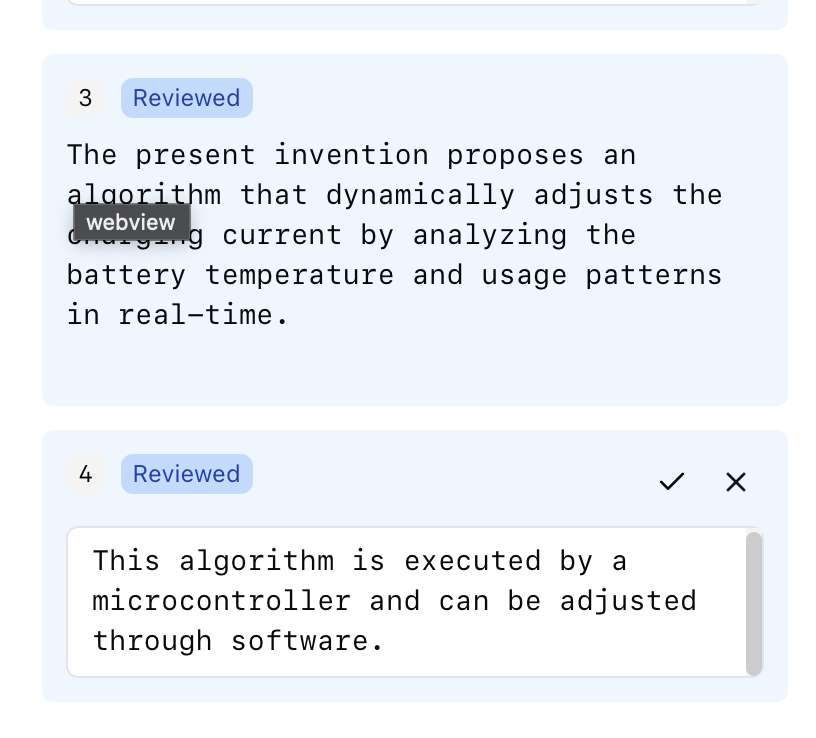 3 Reviewed
The present invention proposes an
algorithm that dynamically adjusts the
webview
charging current by analyzing the
battery temperature and usage patterns
in real-time.
4 Reviewed
This algorithm is executed by a
microcontroller and can be adjusted
through software.